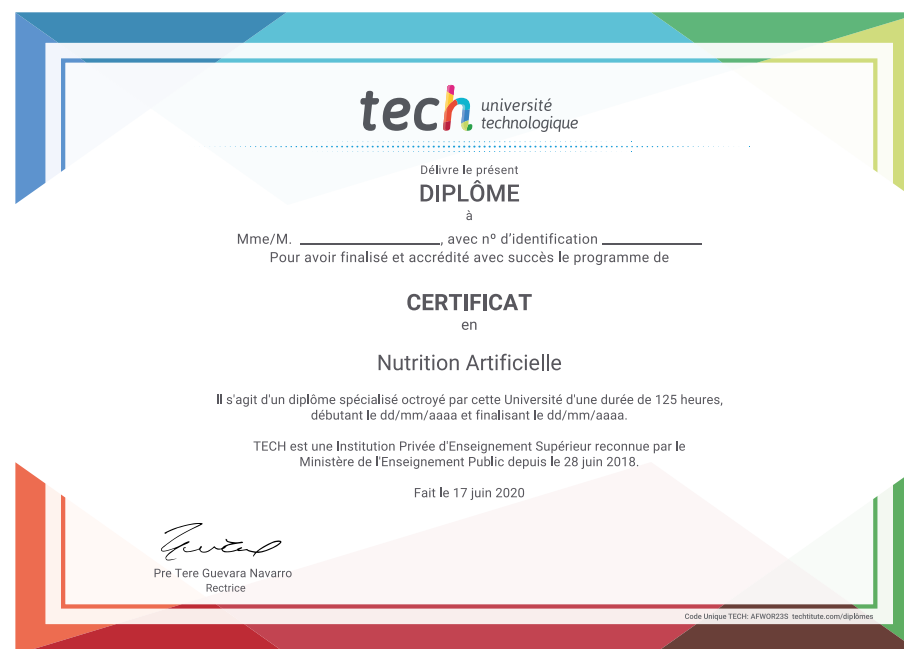 tech université
technologique
Délivre le présent
DIPLÔME
à
Mme/M. ____________________, avec nº d'identification ______________
Pour avoir finalisé et accrédité avec succès le programme de
CERTIFICAT
en
Nutrition Artificielle
Il s'agit d'un diplôme spécialisé octroyé par cette Université d'une durée de 125 heures,
débutant le dd/mm/aaaa et finalisant le dd/mm/aaaa.
TECH est une Institution Privée d'Enseignement Supérieur reconnue par le
Ministère de l'Enseignement Public depuis le 28 juin 2018.
Fait le 17 juin 2020
Pre Tere Guevara Navarro
Rectrice
Code Unique TECH: AFWOR23S techtitute.com/diplômes